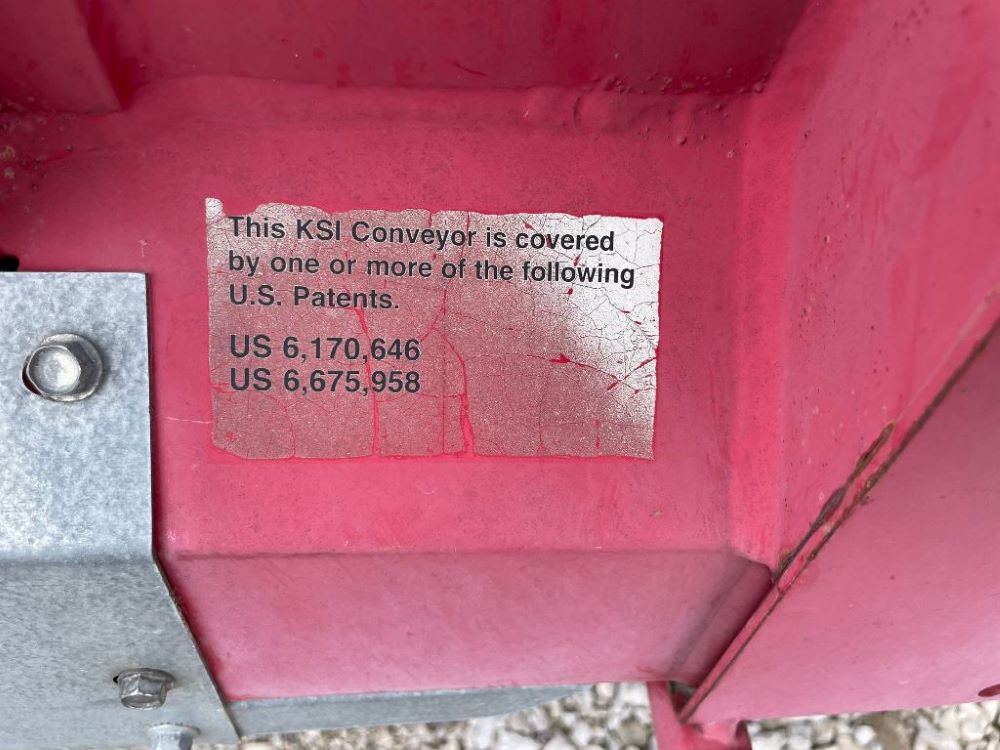 This KSI Conveyor is covered
by one or more of the following
U.S. Patents.
US 6,170,646
US 6,675,958